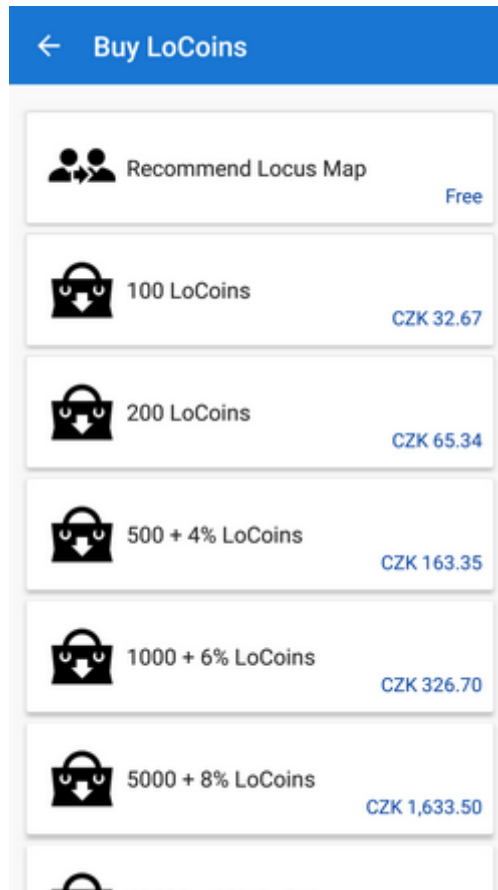 Buy LoCoins
Recommend Locus Map
Free
100 LoCoins
CZK 32.67
200 LoCoins
CZK 65.34
500 + 4% LoCoins
CZK 163.35
1000 + 6% LoCoins
CZK 326.70
5000 + 8% LoCoins
CZK 1,633.50